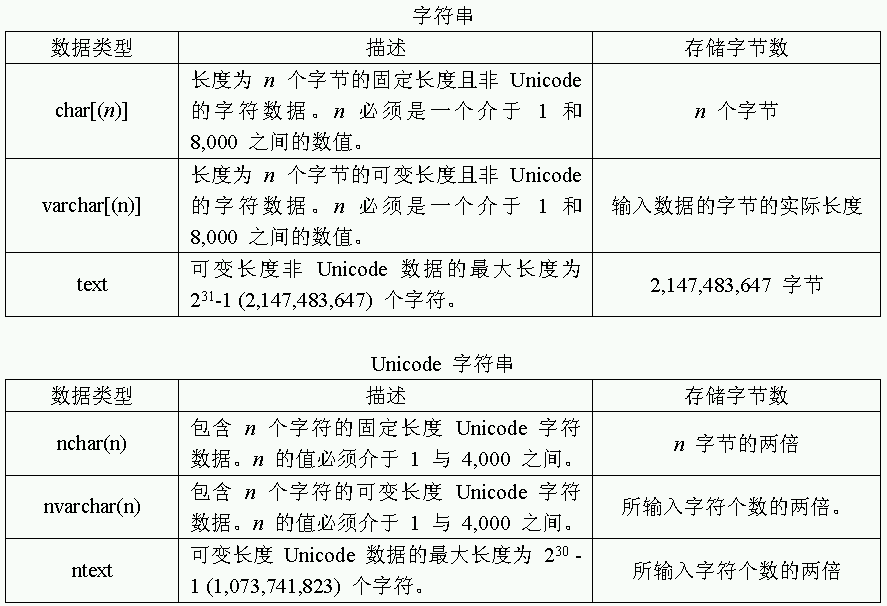 字符串
数据类型 描述 存储字节数
长度为 n 个字节的固定长度且非 Unicode
char[(n)] 的字符数据。n 必须是一个介于 1 和 n 个字节
8,000 之间的数值。
长度为 n 个字节的可变长度且非 Unicode
varchar[(n)] 的字符数据。n 必须是一个介于 1 和 输入数据的字节的实际长度
8,000 之间的数值。
可变长度非 Unicode 数据的最大长度为
text 2,147,483,647 字节
2³¹-1 (2,147,483,647) 个字符。
Unicode 字符串
数据类型 描述 存储字节数
包含 n 个字符的固定长度 Unicode 字符
nchar(n) n 字节的两倍
数据。n 的值必须介于 1 与 4,000 之间。
包含 n 个字符的可变长度 Unicode 字符
nvarchar(n) 所输入字符个数的两倍。
数据。n 的值必须介于 1 与 4,000 之间。
可变长度 Unicode 数据的最大长度为 2³⁰ -
ntext 所输入字符个数的两倍
1 (1,073,741,823) 个字符。